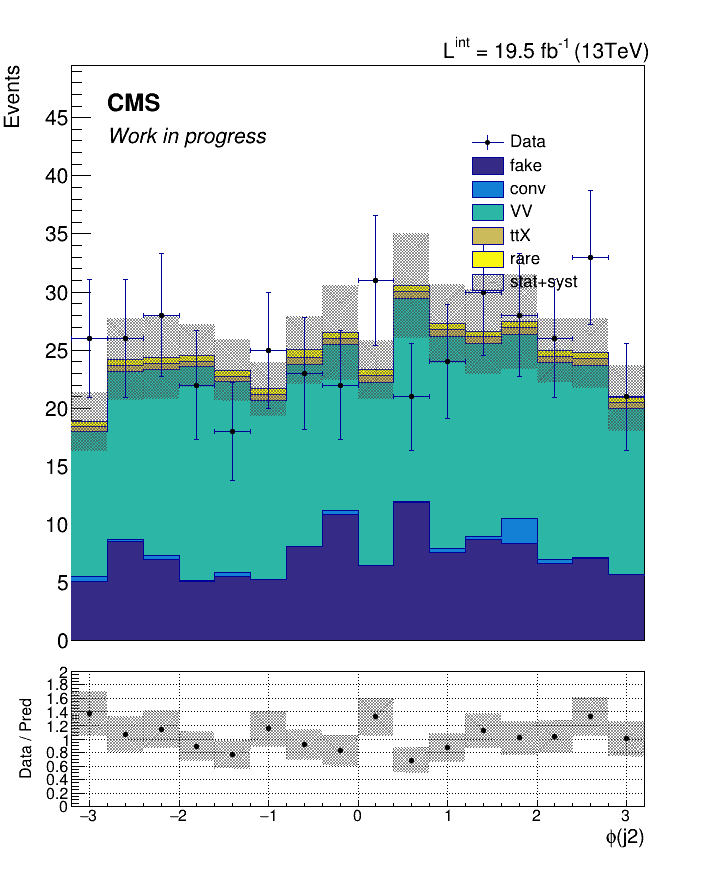 L^int = 19.5 fb^-1 (13TeV)
Events
CMS
Work in progress
Data
fake
conv
VV
ttX
rare
stat+syst
45
40
35
30
25
20
15
10
5
0
Data / Pred
2
1.8
1.6
1.4
1.2
1
0.8
0.6
0.4
0.2
0
−3 −2 −1 0 1 2 3
ϕ(j2)